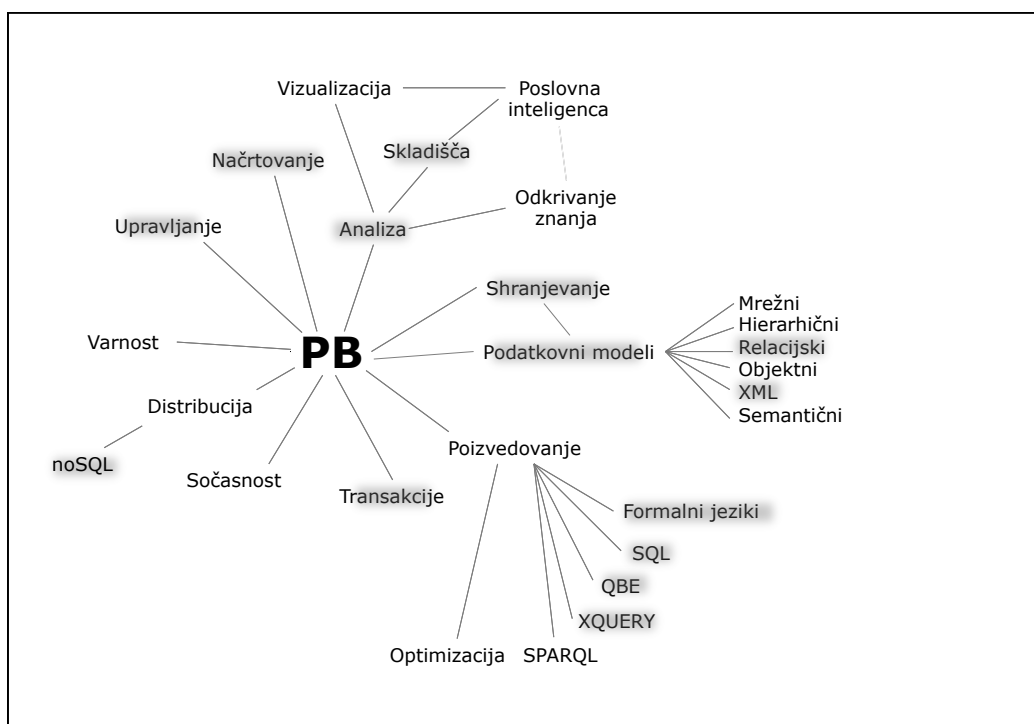 Vizualizacija
Poslovna
inteligenca
Skladišča
Načrtovanje
Odkrivanje
znanja
Upravljanje
Analiza
Shranjevanje
Mrežni
Hierarhični
Varnost
PB
Podatkovni modeli
Relacijski
Objektni
XML
Semantični
Distribucija
Poizvedovanje
noSQL
Sočasnost
Transakcije
Formalni jeziki
SQL
QBE
XQUERY
Optimizacija
SPARQL